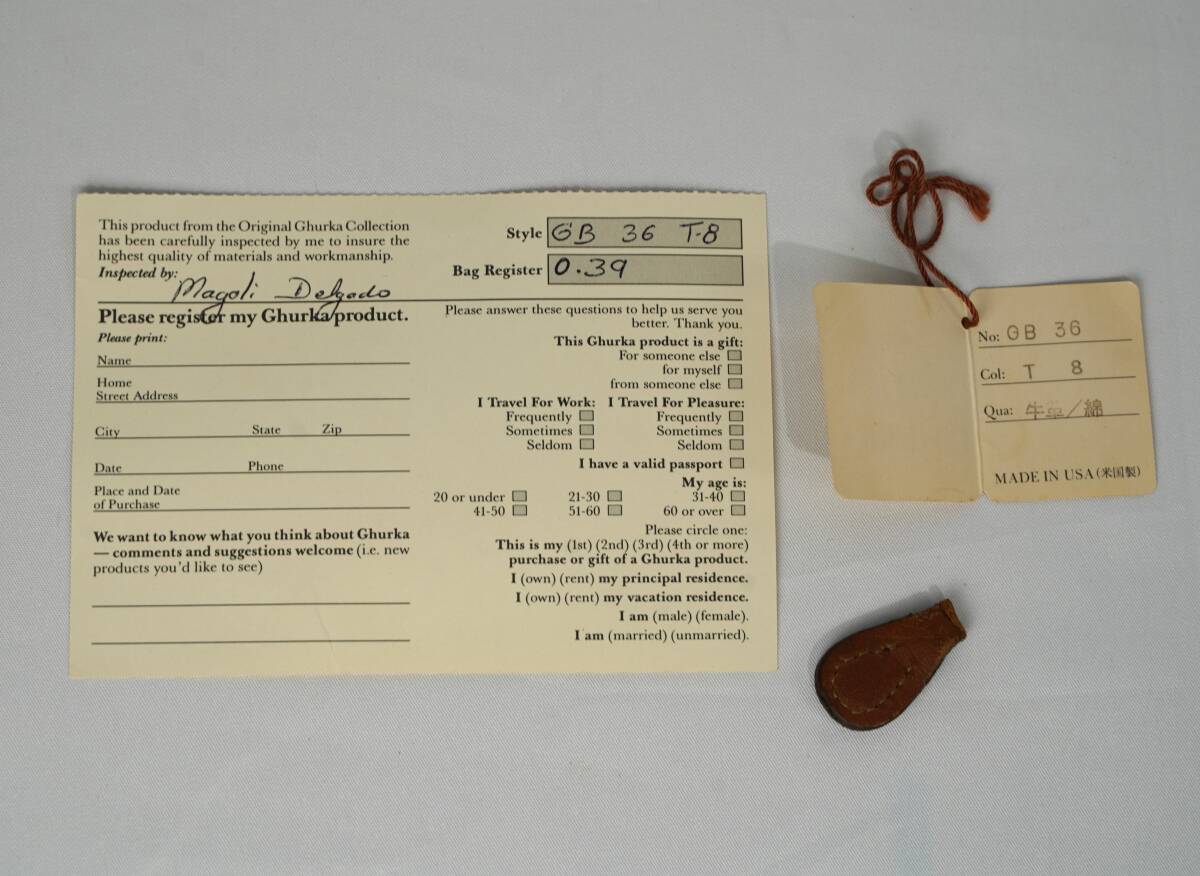 This product from the Original Ghurka Collection
has been carefully inspected by me to insure the
highest quality of materials and workmanship.
Inspected by: Magoli Delgado
Please register my Ghurka product.
Please print:
Name
Home
Street Address
City State Zip
Date Phone
Place and Date
of Purchase
We want to know what you think about Ghurka
— comments and suggestions welcome (i.e. new
products you'd like to see)
Style GB 36 T-8
Bag Register 0.39
Please answer these questions to help us serve you
better. Thank you.
This Ghurka product is a gift:
For someone else
for myself
from someone else
I Travel For Work: I Travel For Pleasure:
Frequently Frequently
Sometimes Sometimes
Seldom Seldom
I have a valid passport
My age is:
20 or under 21-30 31-40
41-50 51-60 60 or over
Please circle one:
This is my (1st) (2nd) (3rd) (4th or more)
purchase or gift of a Ghurka product.
I (own) (rent) my principal residence.
I (own) (rent) my vacation residence.
I am (male) (female).
I am (married) (unmarried).
No: GB 36
Col: T 8
Qua: 牛革/綿
MADE IN USA (米国製)